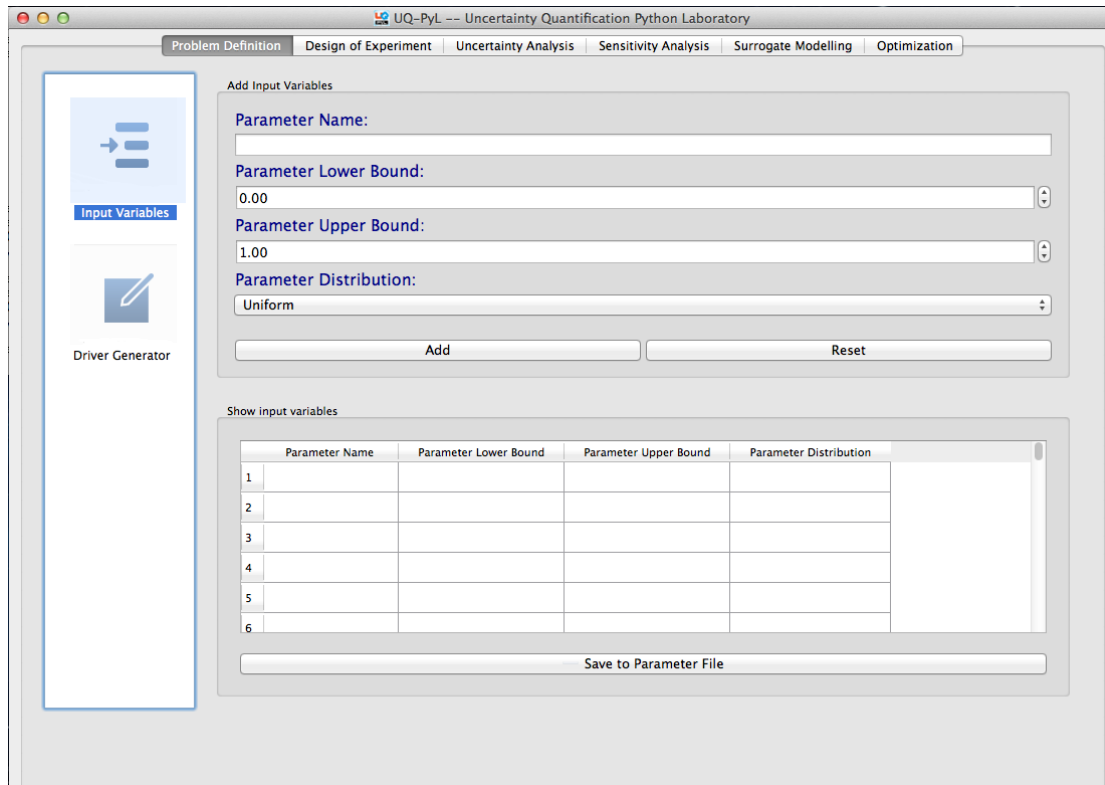 UQ-PyL -- Uncertainty Quantification Python Laboratory
Problem Definition Design of Experiment Uncertainty Analysis Sensitivity Analysis Surrogate Modelling Optimization
Input Variables
Driver Generator
Add Input Variables
Parameter Name:
Parameter Lower Bound:
0.00
Parameter Upper Bound:
1.00
Parameter Distribution:
Uniform
Add Reset
Show input variables
Parameter Name Parameter Lower Bound Parameter Upper Bound Parameter Distribution
1
2
3
4
5
6
Save to Parameter File